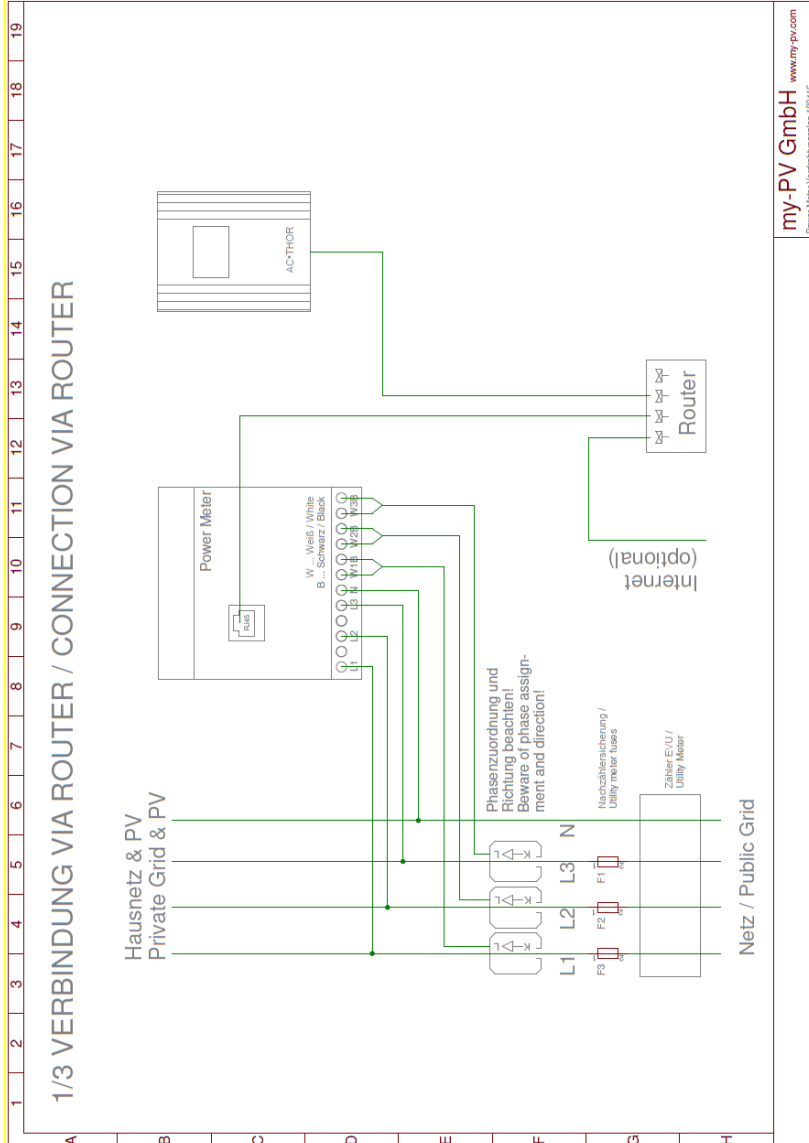 1 2 3 4 5 6 7 8 9 10 11 12 13 14 15 16 17 18 19
A
B
C
D
E
F
G
H
1/3 VERBINDUNG VIA ROUTER / CONNECTION VIA ROUTER
Hausnetz & PV
Private Grid & PV
Power Meter
RJ45
W ... Weiß / White
B ... Schwarz / Black
L1 L2 L3 N W1B W2B W3B
AC•THOR
Phasenzuordnung und
Richtung beachten!
Beware of phase assign-
ment and direction!
K L
K L
K L
L1 L2 L3 N
Nachzählersicherung /
Utility meter fuses
F3 F2 F1
Zähler EVU /
Utility Meter
Netz / Public Grid
Internet
(optional)
Router
my-PV GmbH www.my-pv.com